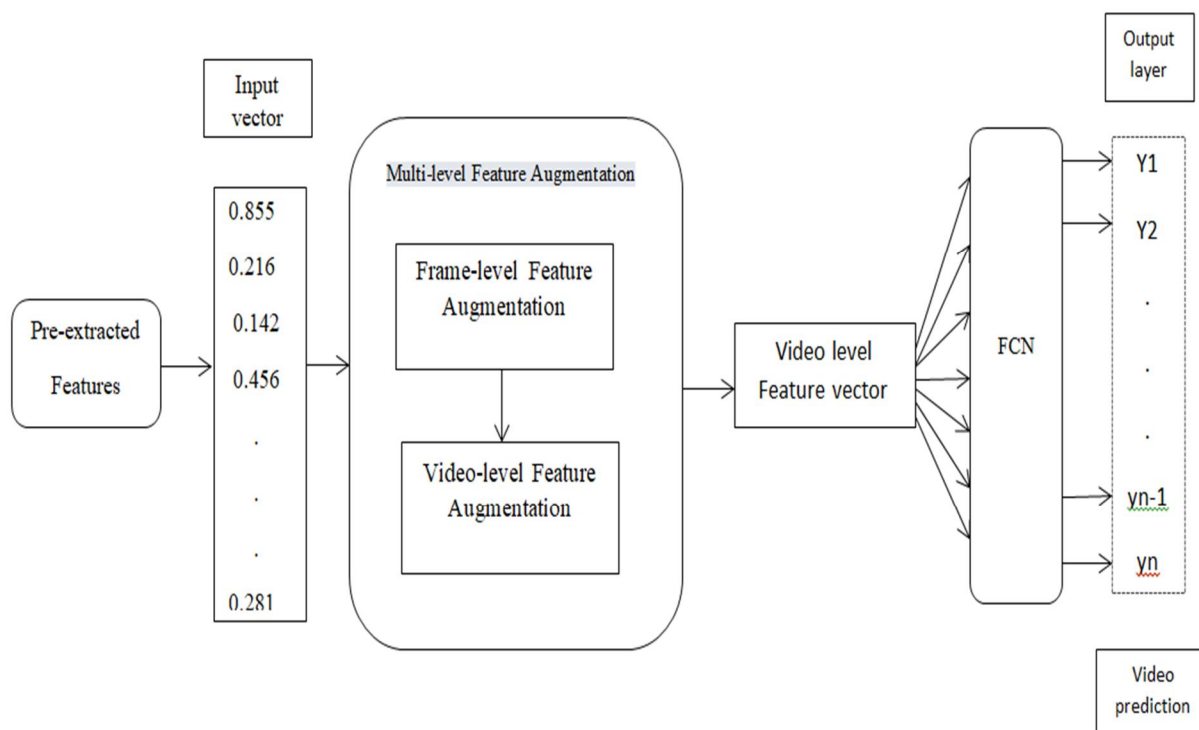 Pre-extracted
Features
Input
vector
0.855
0.216
0.142
0.456
.
.
.
0.281
Multi-level Feature Augmentation
Frame-level Feature
Augmentation
Video-level Feature
Augmentation
Video level
Feature vector
FCN
Output
layer
Y1
Y2
.
.
.
yn-1
yn
Video
prediction